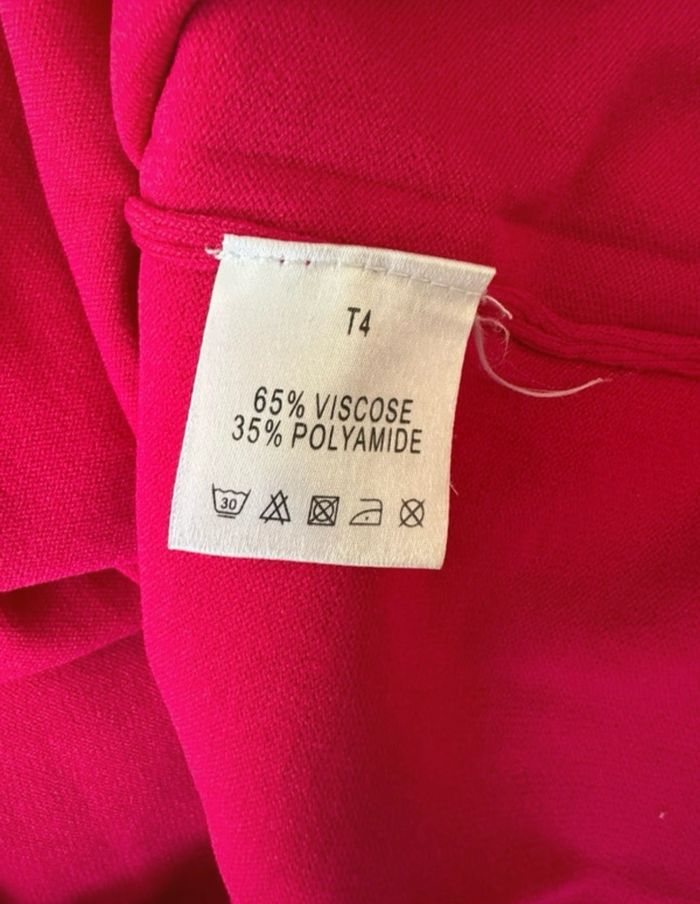 T4
65% VISCOSE
35% POLYAMIDE
30